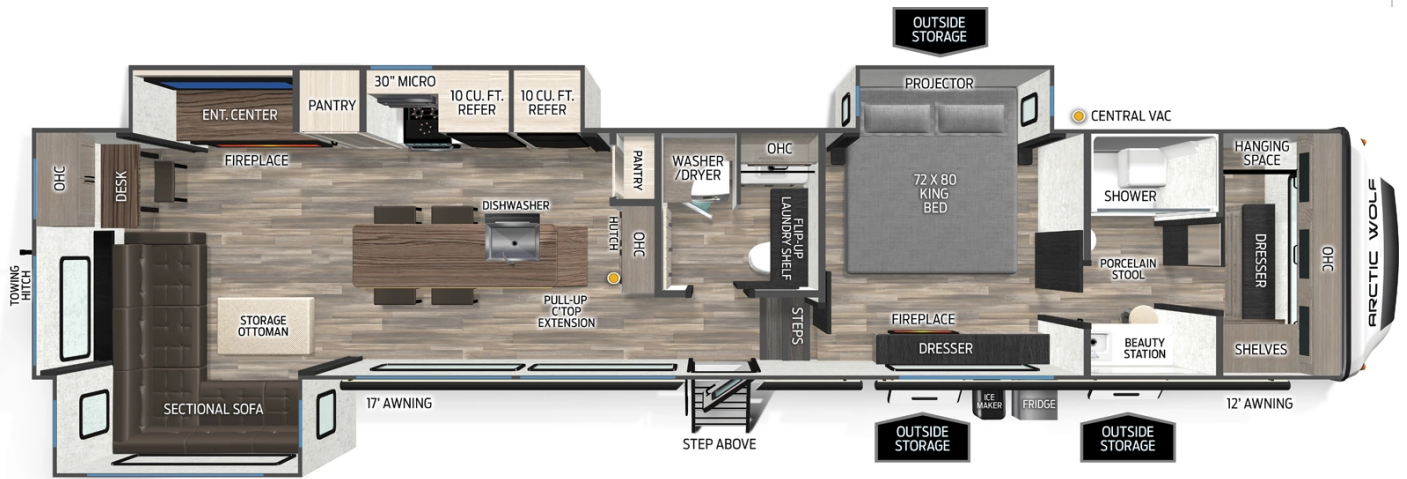 OUTSIDE
STORAGE
30" MICRO
PROJECTOR
ENT. CENTER
PANTRY
10 CU. FT.
REFER
10 CU. FT.
REFER
CENTRAL VAC
FIREPLACE
OHC
DESK
PANTRY
WASHER
/DRYER
OHC
72 X 80
KING
BED
HANGING
SPACE
SHOWER
DISHWASHER
HUTCH
OHC
FLIP-UP
LAUNDRY SHELF
PORCELAIN
STOOL
DRESSER
OHC
ARCTIC WOLF
TOWING
HITCH
STORAGE
OTTOMAN
PULL-UP
C'TOP
EXTENSION
STEPS
FIREPLACE
DRESSER
BEAUTY
STATION
SHELVES
SECTIONAL SOFA
17' AWNING
STEP ABOVE
ICE
MAKER
FRIDGE
12' AWNING
OUTSIDE
STORAGE
OUTSIDE
STORAGE